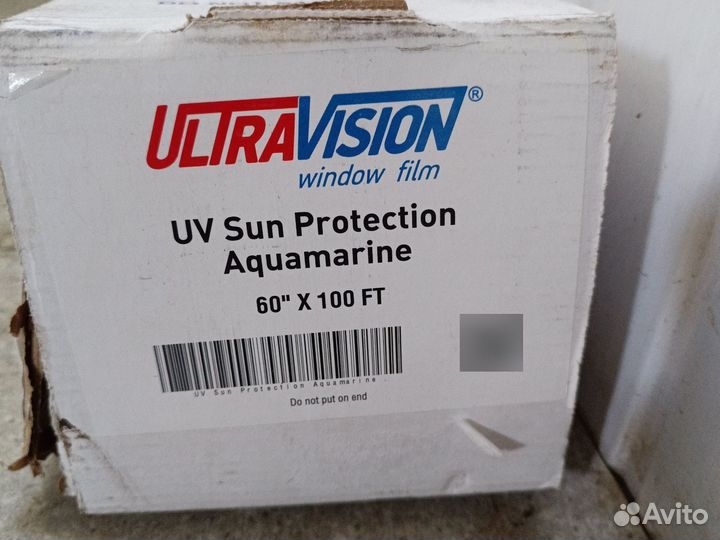 ULTRAVISION®
window film
UV Sun Protection
Aquamarine
60" X 100 FT
UV Sun Protection Aquamarine
Do not put on end
Avito